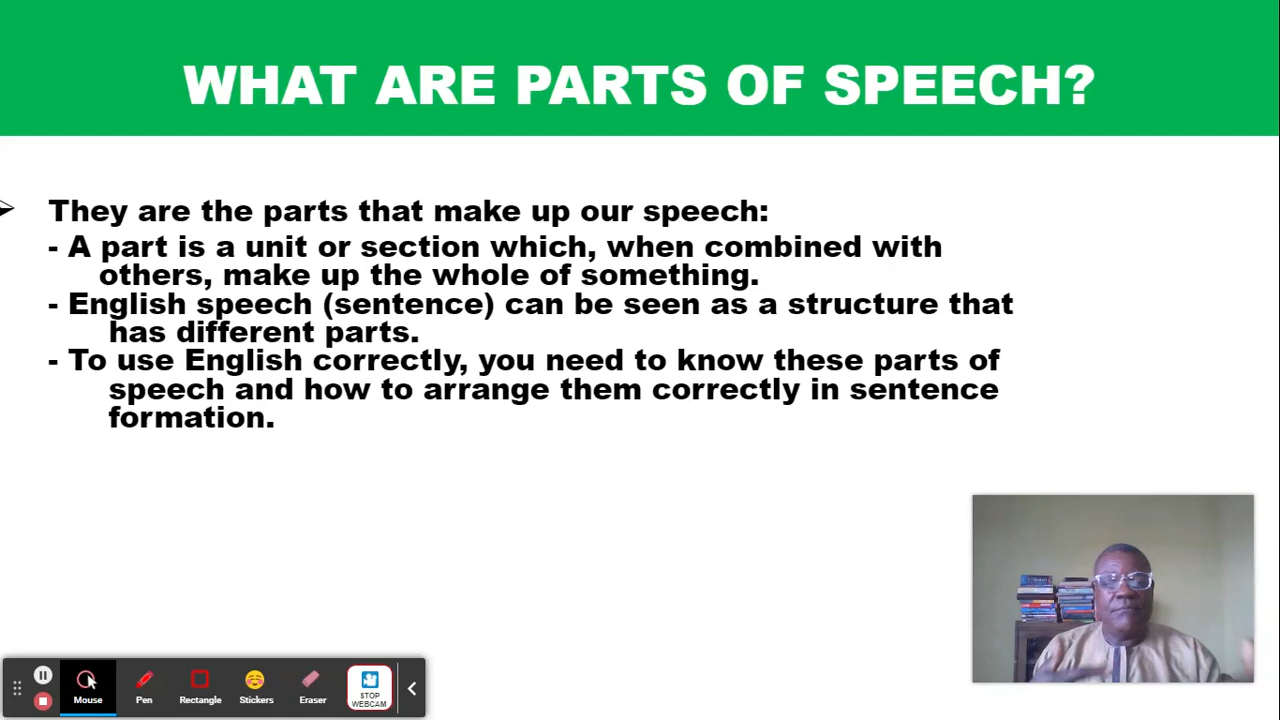 WHAT ARE PARTS OF SPEECH?
They are the parts that make up our speech:
- A part is a unit or section which, when combined with
others, make up the whole of something.
- English speech (sentence) can be seen as a structure that
has different parts.
- To use English correctly, you need to know these parts of
speech and how to arrange them correctly in sentence
formation.
Mouse
Pen
Rectangle
Stickers
Eraser
STOP
WEBCAM